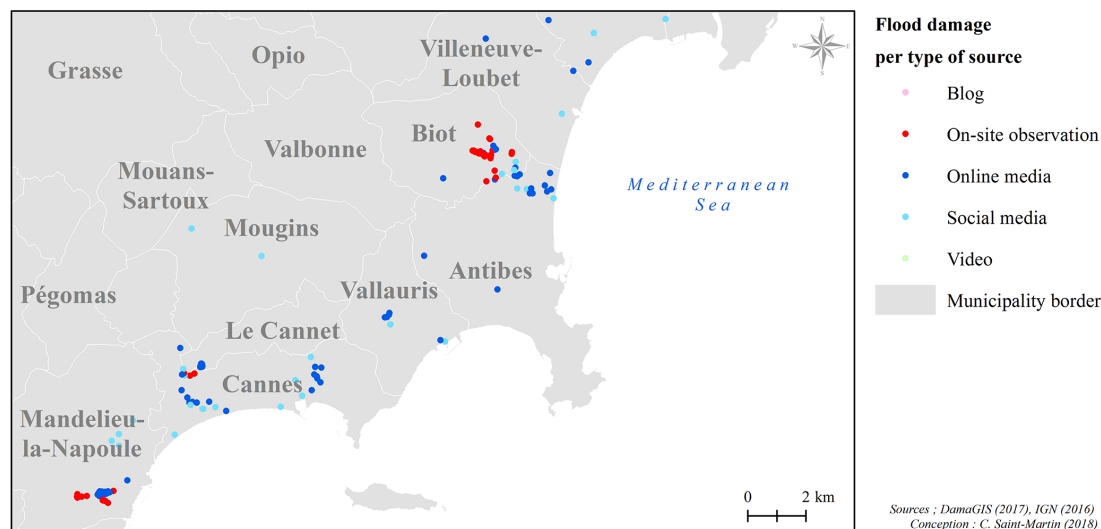 Grasse
Opio
Villeneuve-
Loubet
Biot
Valbonne
Mouans-
Sartoux
Mougins
Antibes
Pégomas
Vallauris
Le Cannet
Cannes
Mandelieu-
la-Napoule
Mediterranean
Sea
N
W
E
S
0
2 km
Flood damage
per type of source
Blog
On-site observation
Online media
Social media
Video
Municipality border
Sources ; DamaGIS (2017), IGN (2016)
Conception : C. Saint-Martin (2018)